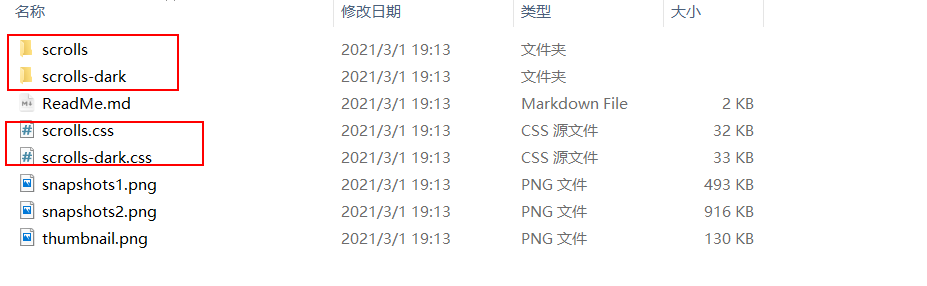 名称 修改日期 类型 大小
scrolls 2021/3/1 19:13 文件夹
scrolls-dark 2021/3/1 19:13 文件夹
ReadMe.md 2021/3/1 19:13 Markdown File 2 KB
scrolls.css 2021/3/1 19:13 CSS 源文件 32 KB
scrolls-dark.css 2021/3/1 19:13 CSS 源文件 33 KB
snapshots1.png 2021/3/1 19:13 PNG 文件 493 KB
snapshots2.png 2021/3/1 19:13 PNG 文件 916 KB
thumbnail.png 2021/3/1 19:13 PNG 文件 130 KB